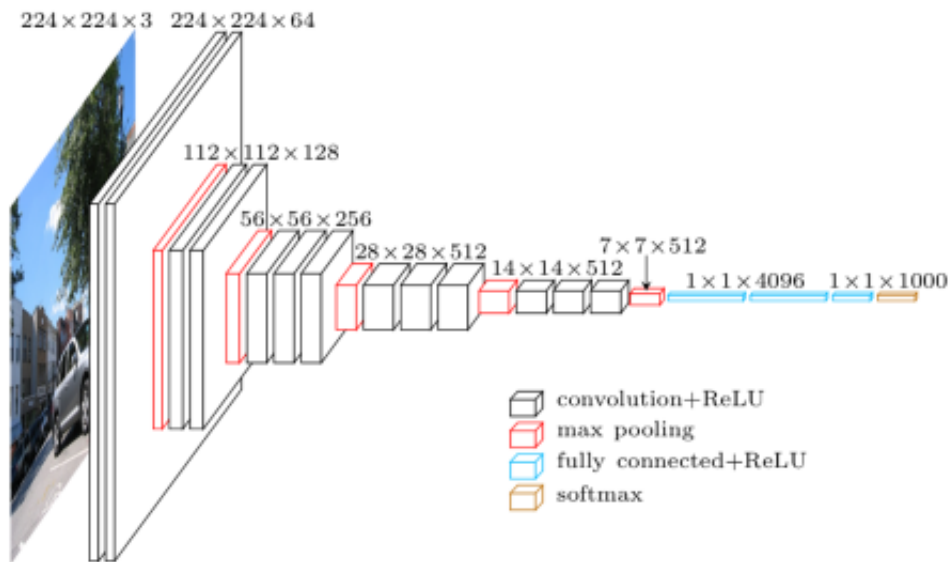 224×224×3
224×224×64
112×112×128
56×56×256
28×28×512
14×14×512
7×7×512
1×1×4096
1×1×1000
convolution+ReLU
max pooling
fully connected+ReLU
softmax